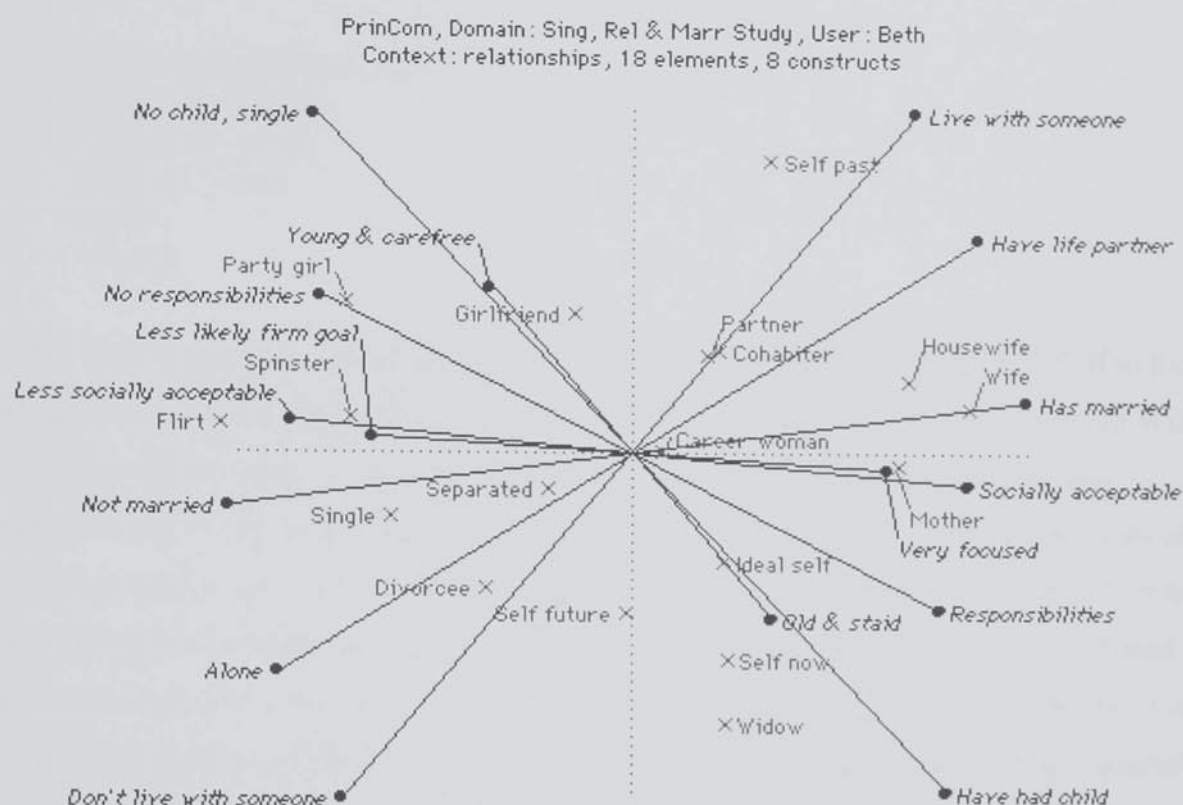 PrinCom, Domain: Sing, Rel & Marr Study, User: Beth
Context: relationships, 18 elements, 8 constructs
No child, single
Live with someone
Self past
Young & carefree
Have life partner
Party girl
No responsibilities
Girlfriend
Less likely firm goal
Partner
Cohabiter
Housewife
Spinster
Wife
Less socially acceptable
Has married
Flirt
Career woman
Separated
Socially acceptable
Not married
Single
Mother
Very focused
Ideal self
Divorcee
Self future
Old & staid
Responsibilities
Alone
Self now
Widow
Don't live with someone
Have had child